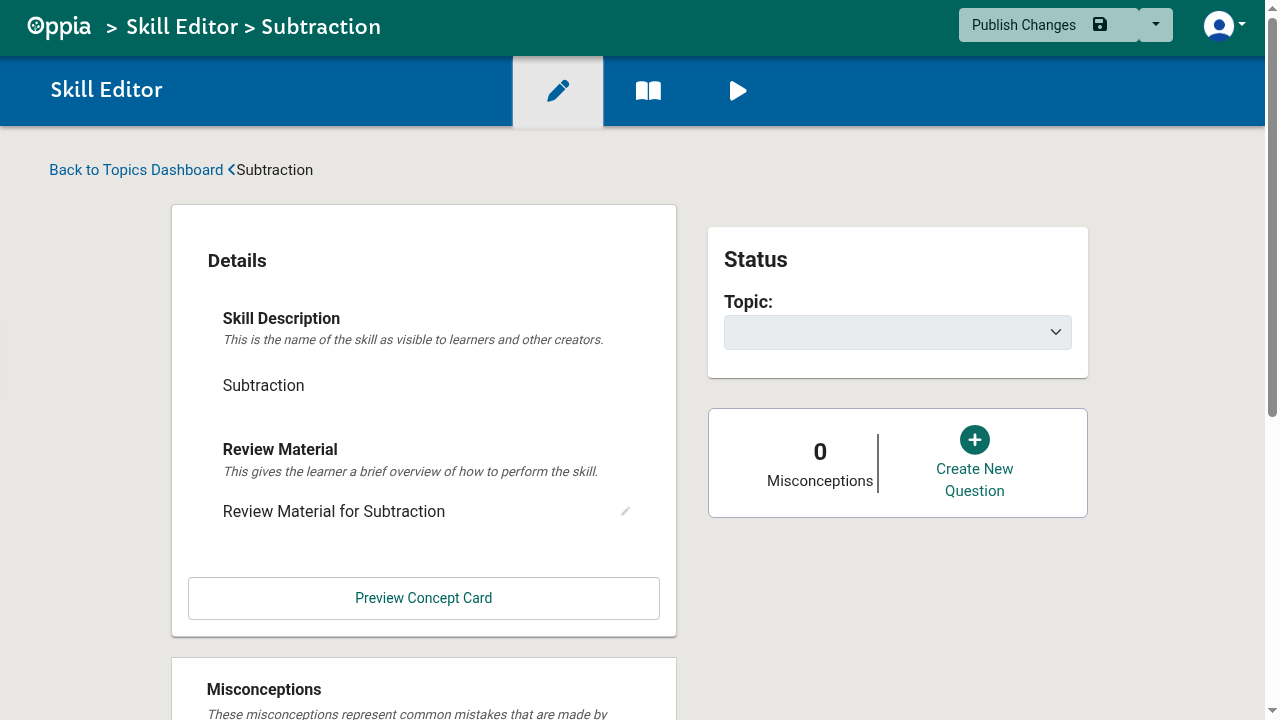 Oppia > Skill Editor > Subtraction
Publish Changes
Skill Editor
Back to Topics Dashboard Subtraction
Details
Skill Description
This is the name of the skill as visible to learners and other creators.
Subtraction
Review Material
This gives the learner a brief overview of how to perform the skill.
Review Material for Subtraction
Preview Concept Card
Misconceptions
These misconceptions represent common mistakes that are made by
Status
Topic:
0
Misconceptions
Create New
Question